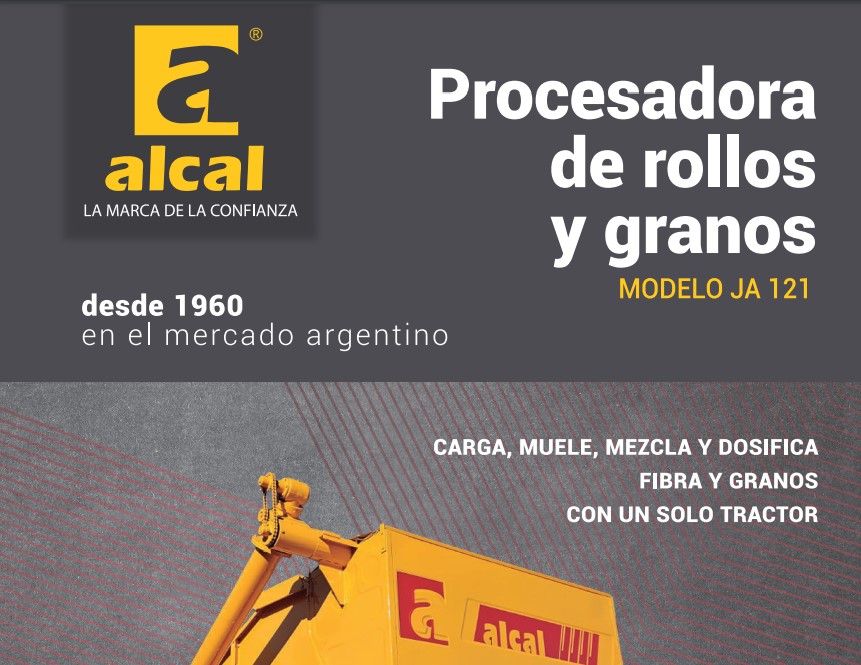 a
®
alcal
LA MARCA DE LA CONFIANZA
desde 1960
en el mercado argentino
Procesadora
de rollos
y granos
MODELO JA 121
CARGA, MUELE, MEZCLA Y DOSIFICA
FIBRA Y GRANOS
CON UN SOLO TRACTOR
a
alcal